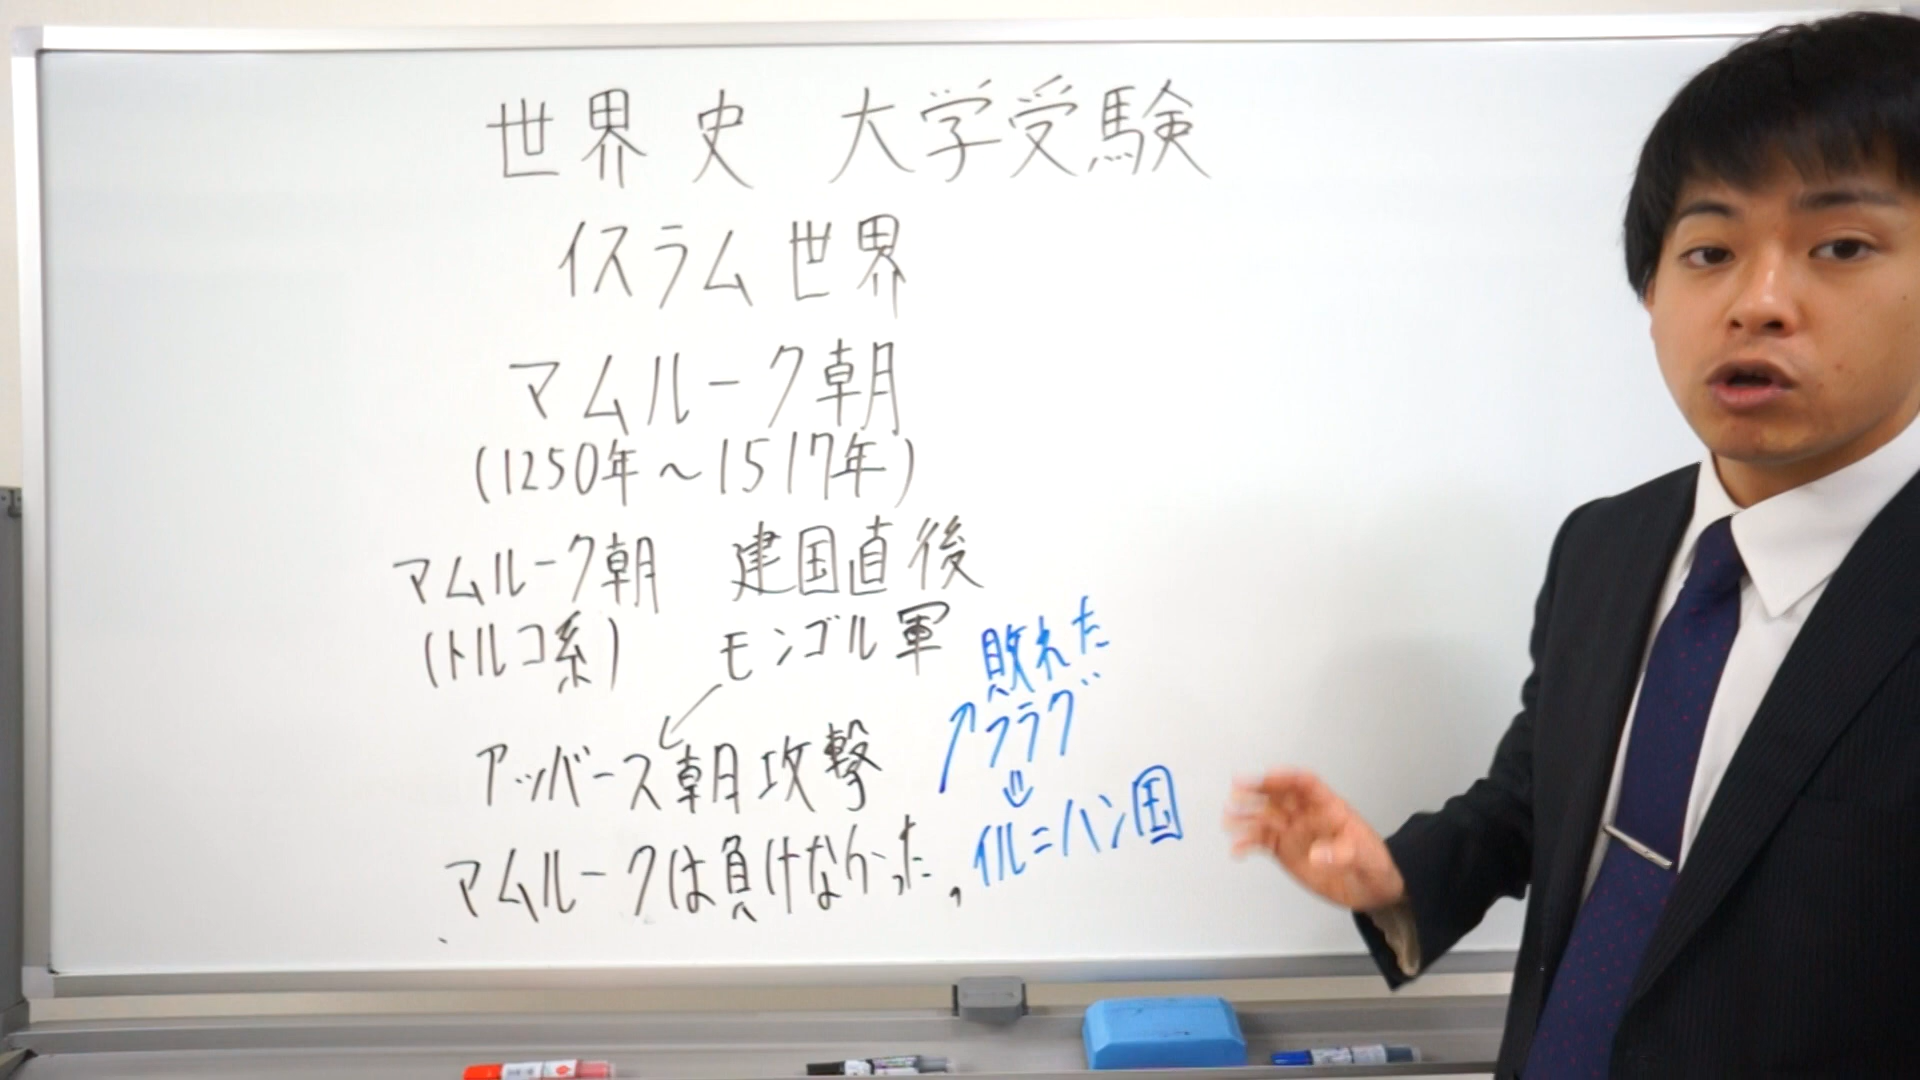 世界史 大学受験
イスラム世界
マムルーク朝
(1250年～1517年)
マムルーク朝 建国直後
(トルコ系) モンゴル軍 敗れた
フラグ
アッバース朝攻撃
イル=ハン国
マムルークは負けなかった,